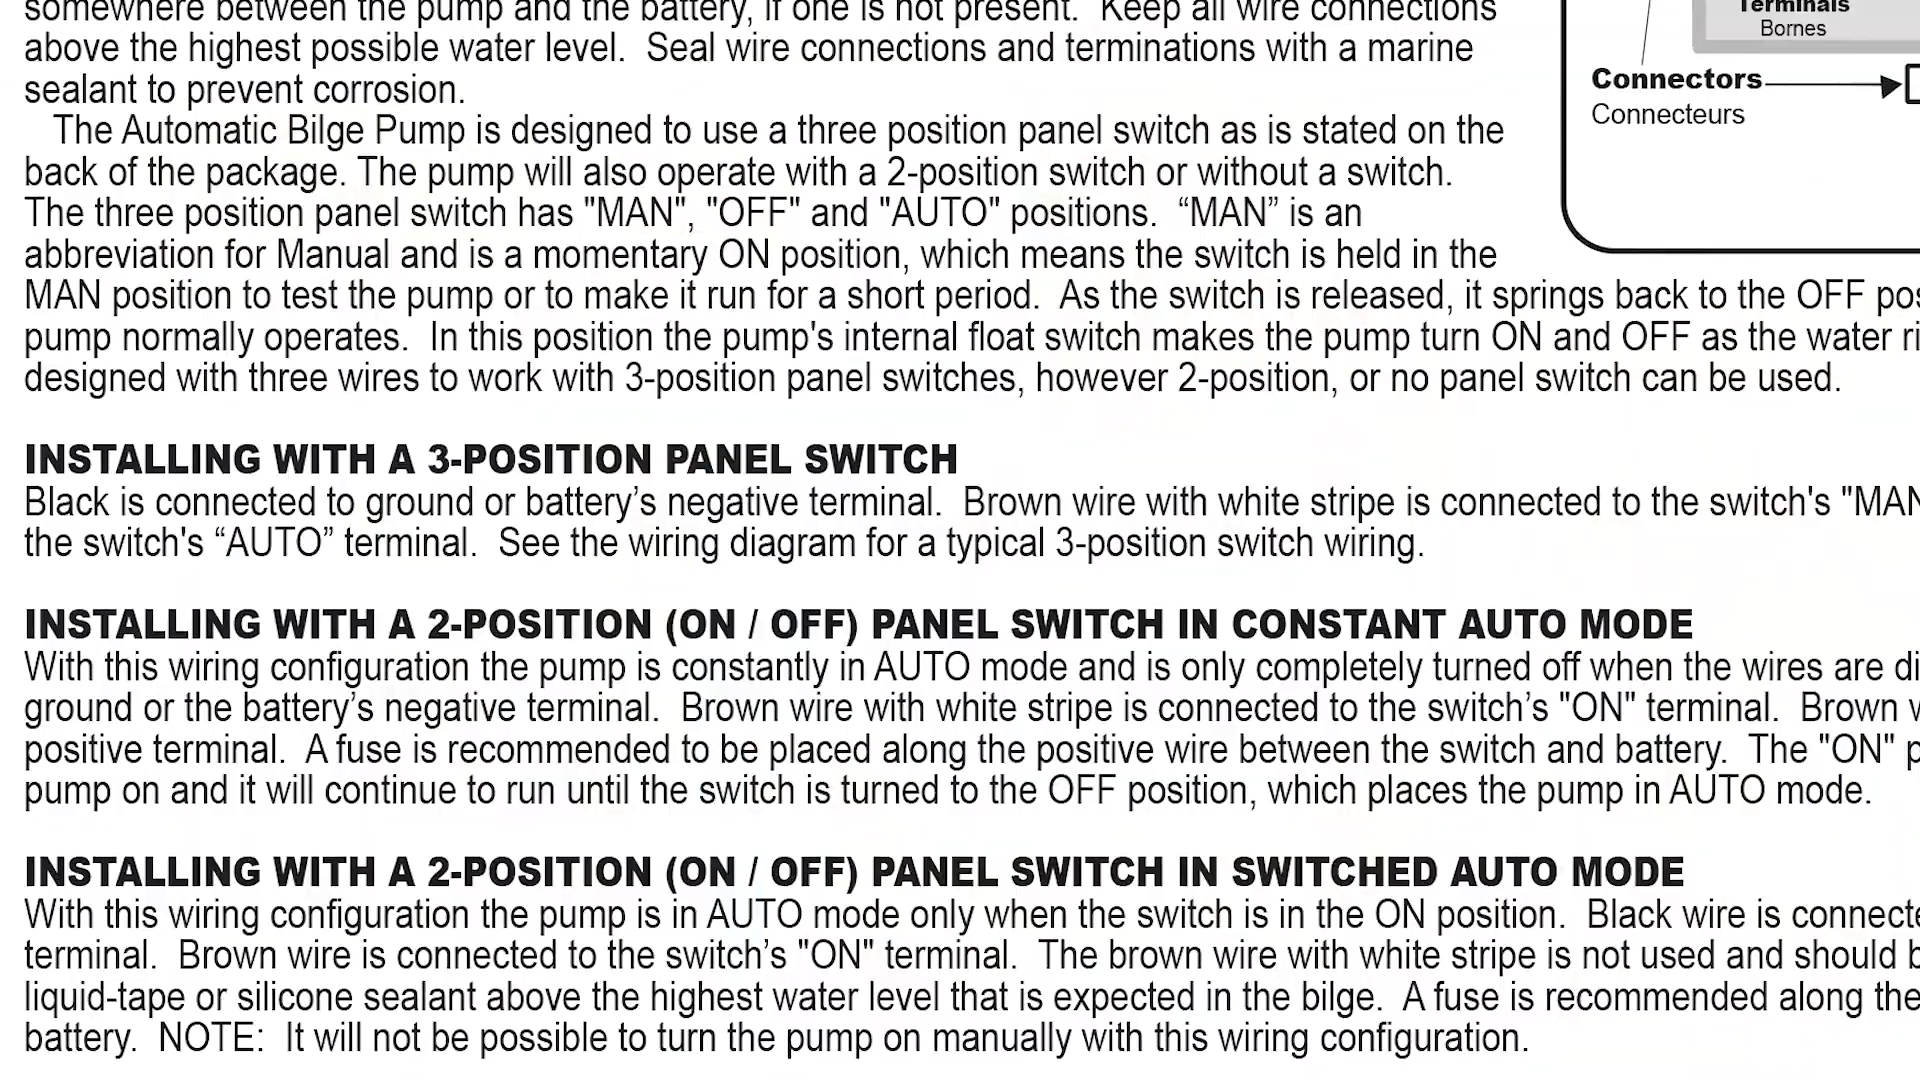 somewhere between the pump and the battery, if one is not present. Keep all wire connections
above the highest possible water level. Seal wire connections and terminations with a marine
sealant to prevent corrosion.
The Automatic Bilge Pump is designed to use a three position panel switch as is stated on the
back of the package. The pump will also operate with a 2-position switch or without a switch.
The three position panel switch has "MAN", "OFF" and "AUTO" positions. “MAN” is an
abbreviation for Manual and is a momentary ON position, which means the switch is held in the
MAN position to test the pump or to make it run for a short period. As the switch is released, it springs back to the OFF pos
pump normally operates. In this position the pump's internal float switch makes the pump turn ON and OFF as the water ri
designed with three wires to work with 3-position panel switches, however 2-position, or no panel switch can be used.
Terminals
Bornes
Connectors
Connecteurs
INSTALLING WITH A 3-POSITION PANEL SWITCH
Black is connected to ground or battery’s negative terminal. Brown wire with white stripe is connected to the switch's "MAN
the switch's “AUTO” terminal. See the wiring diagram for a typical 3-position switch wiring.
INSTALLING WITH A 2-POSITION (ON / OFF) PANEL SWITCH IN CONSTANT AUTO MODE
With this wiring configuration the pump is constantly in AUTO mode and is only completely turned off when the wires are di
ground or the battery’s negative terminal. Brown wire with white stripe is connected to the switch’s "ON" terminal. Brown w
positive terminal. A fuse is recommended to be placed along the positive wire between the switch and battery. The "ON" p
pump on and it will continue to run until the switch is turned to the OFF position, which places the pump in AUTO mode.
INSTALLING WITH A 2-POSITION (ON / OFF) PANEL SWITCH IN SWITCHED AUTO MODE
With this wiring configuration the pump is in AUTO mode only when the switch is in the ON position. Black wire is connecte
terminal. Brown wire is connected to the switch’s "ON" terminal. The brown wire with white stripe is not used and should b
liquid-tape or silicone sealant above the highest water level that is expected in the bilge. A fuse is recommended along the
battery. NOTE: It will not be possible to turn the pump on manually with this wiring configuration.